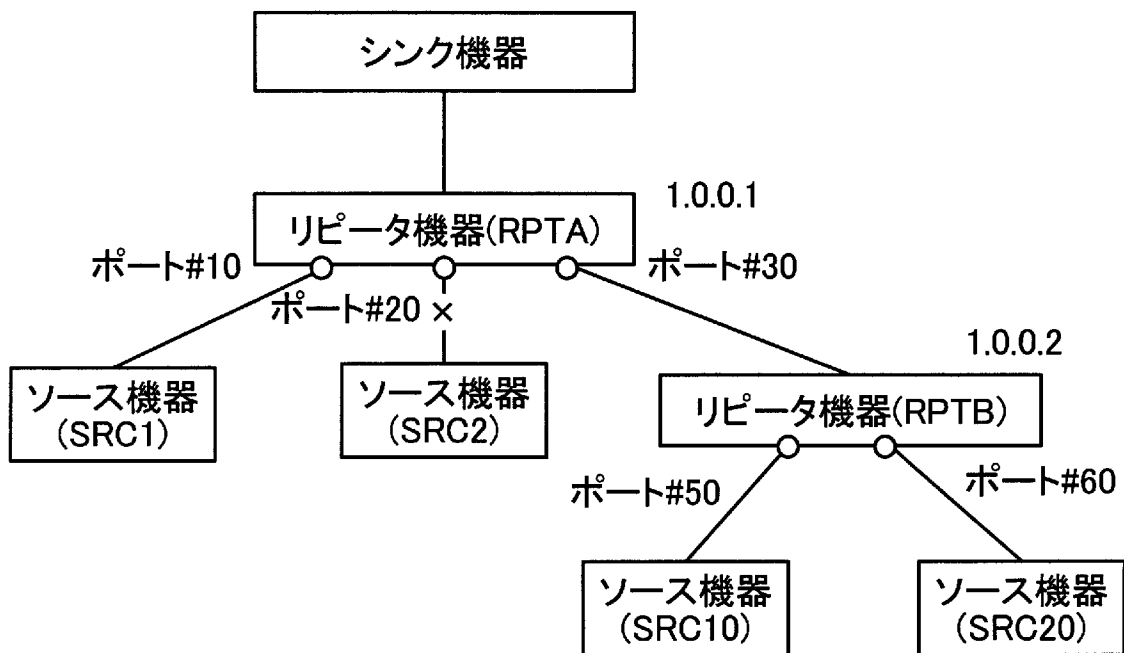 シンク機器
1.0.0.1
リピータ機器(RPTA)
ポート#10
ポート#30
ポート#20 ×
1.0.0.2
ソース機器
(SRC1)
ソース機器
(SRC2)
リピータ機器(RPTB)
ポート#50
ポート#60
ソース機器
(SRC10)
ソース機器
(SRC20)